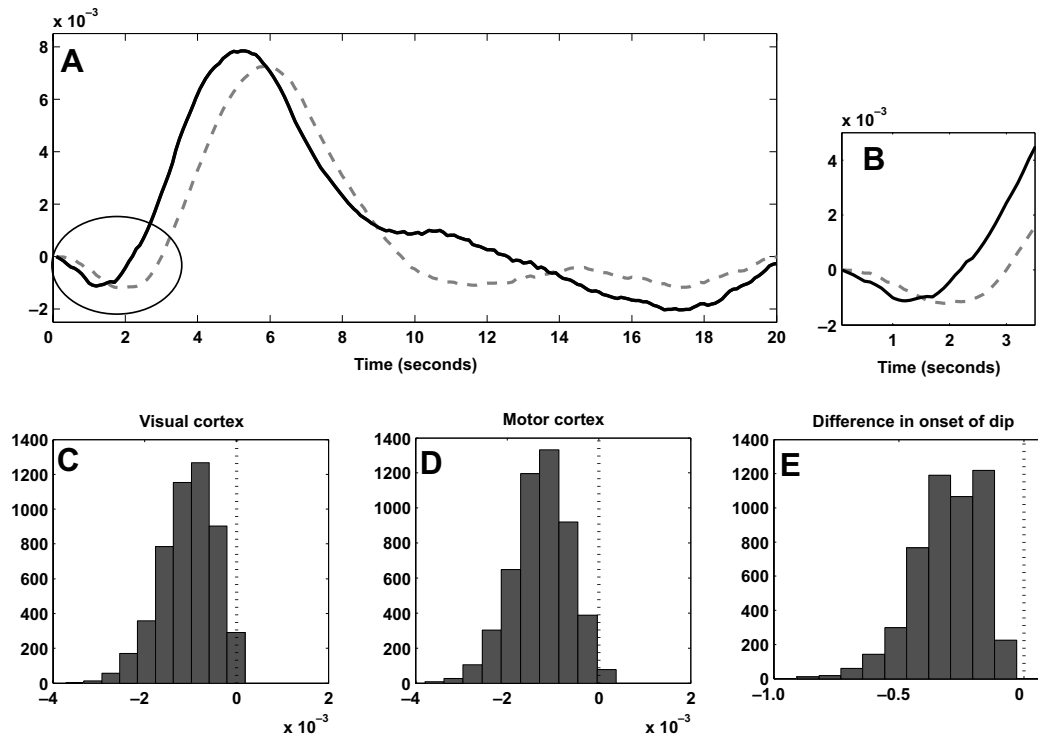 x 10⁻³
A
8
6
4
2
0
–2
0 2 4 6 8 10 12 14 16 18 20
Time (seconds)
x 10⁻³
B
4
2
0
–2
1 2 3
Time (seconds)
Visual cortex
C
1400
1200
1000
800
600
400
200
0
–4 –2 0 2
x 10⁻³
Motor cortex
D
1400
1200
1000
800
600
400
200
0
–4 –2 0 2
x 10⁻³
Difference in onset of dip
E
1400
1200
1000
800
600
400
200
0
–1.0 –0.5 0